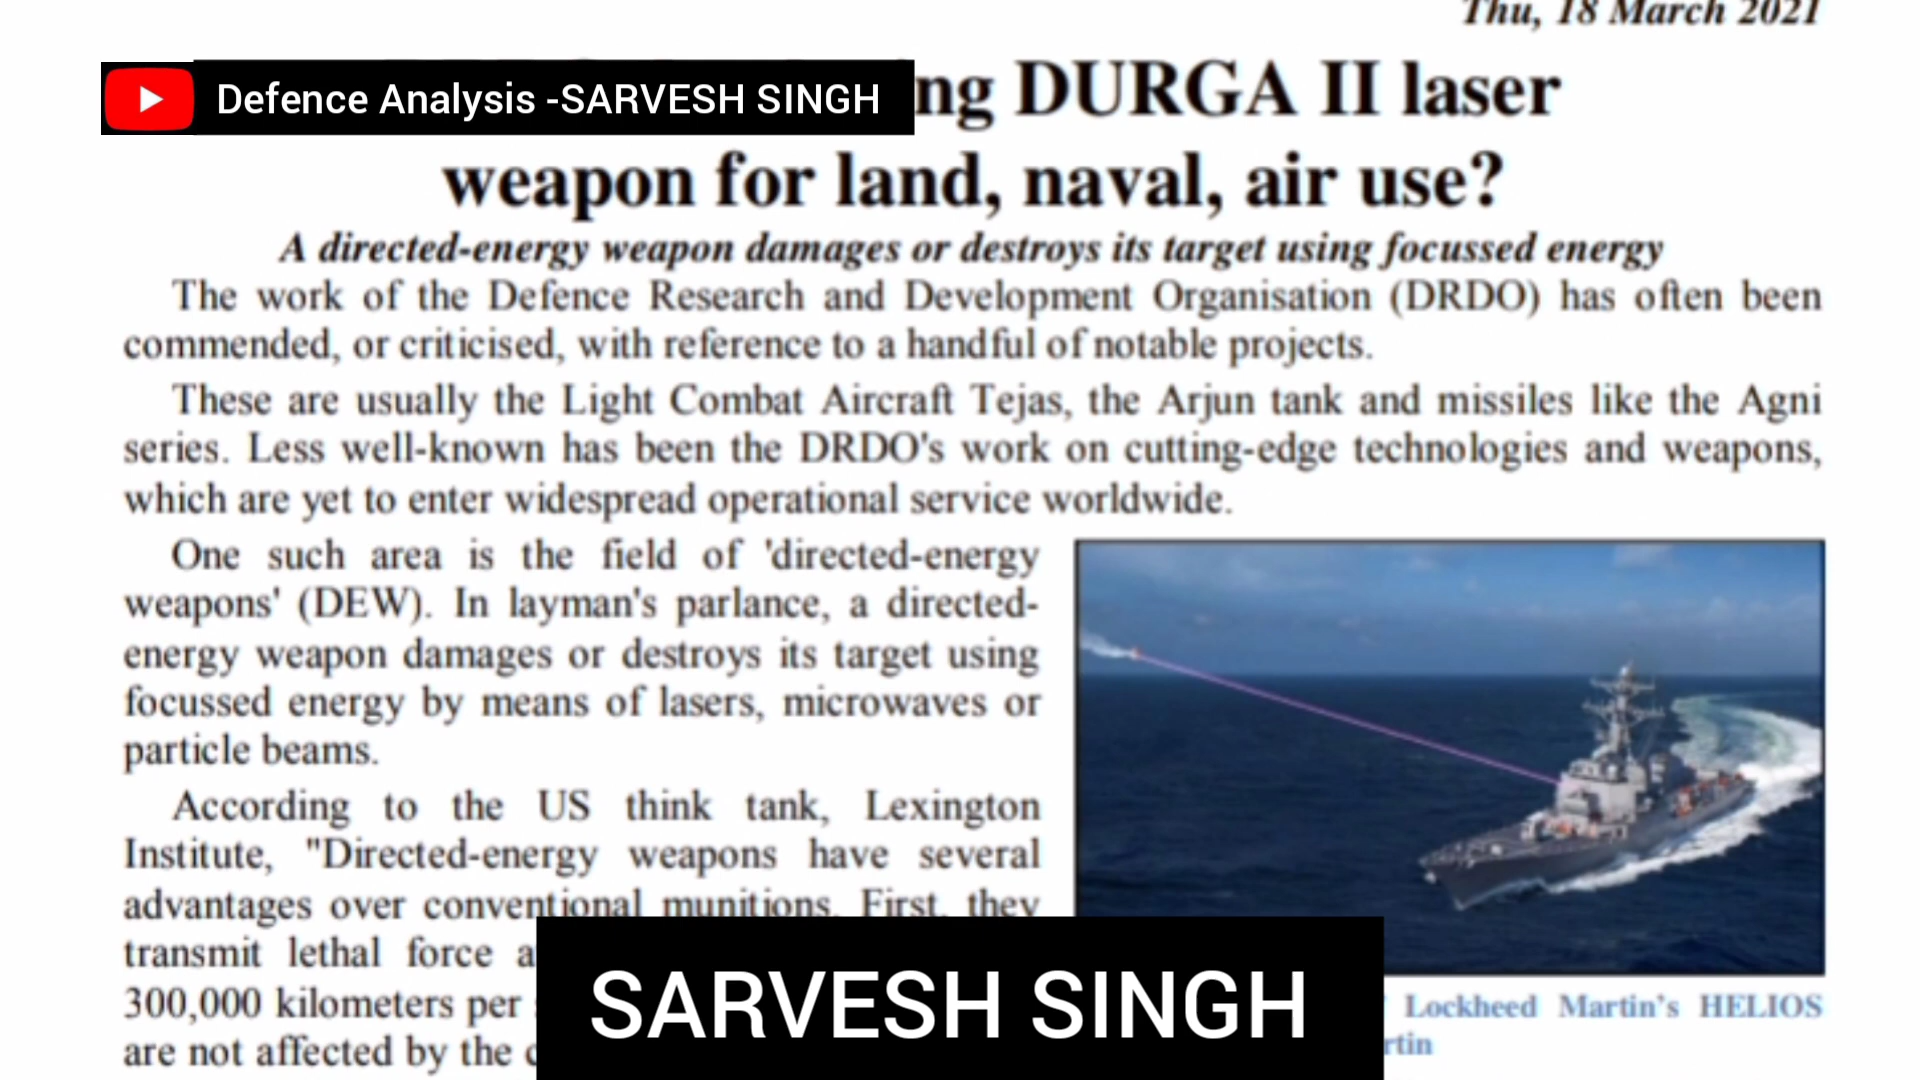 Thu, 18 March 2021
Defence Analysis -SARVESH SINGH
ng DURGA II laser
weapon for land, naval, air use?
A directed-energy weapon damages or destroys its target using focussed energy
The work of the Defence Research and Development Organisation (DRDO) has often been
commended, or criticised, with reference to a handful of notable projects.
These are usually the Light Combat Aircraft Tejas, the Arjun tank and missiles like the Agni
series. Less well-known has been the DRDO's work on cutting-edge technologies and weapons,
which are yet to enter widespread operational service worldwide.
One such area is the field of 'directed-energy
weapons' (DEW). In layman's parlance, a directed-
energy weapon damages or destroys its target using
focussed energy by means of lasers, microwaves or
particle beams.
According to the US think tank, Lexington
Institute, "Directed-energy weapons have several
advantages over conventional munitions. First, they
transmit lethal force a
300,000 kilometers per
are not affected by the
Lockheed Martin's HELIOS
rtin
SARVESH SINGH